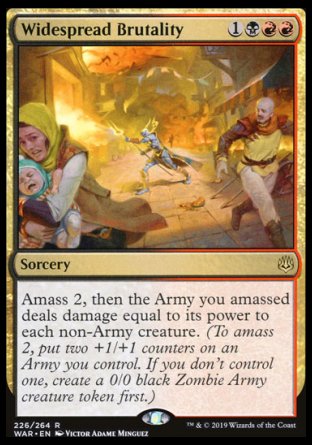 Widespread Brutality 1
Sorcery
Amass 2, then the Army you amassed
deals damage equal to its power to
each non-Army creature. (To amass
2, put two +1/+1 counters on an
Army you control. If you don't control
one, create a 0/0 black Zombie Army
creature token first.)
226/264 R
WAR • EN Victor Adame Minguez
™ & © 2019 Wizards of the Coast